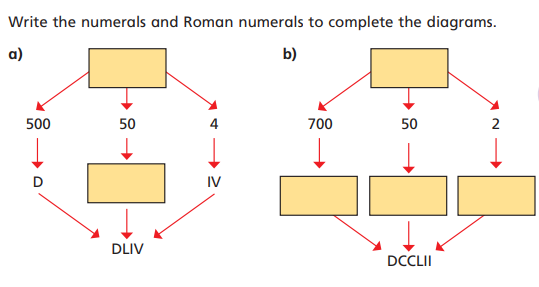 Write the numerals and Roman numerals to complete the diagrams.
a) b)
500 50 4 700 50 2
D IV
DLIV
DCCLII